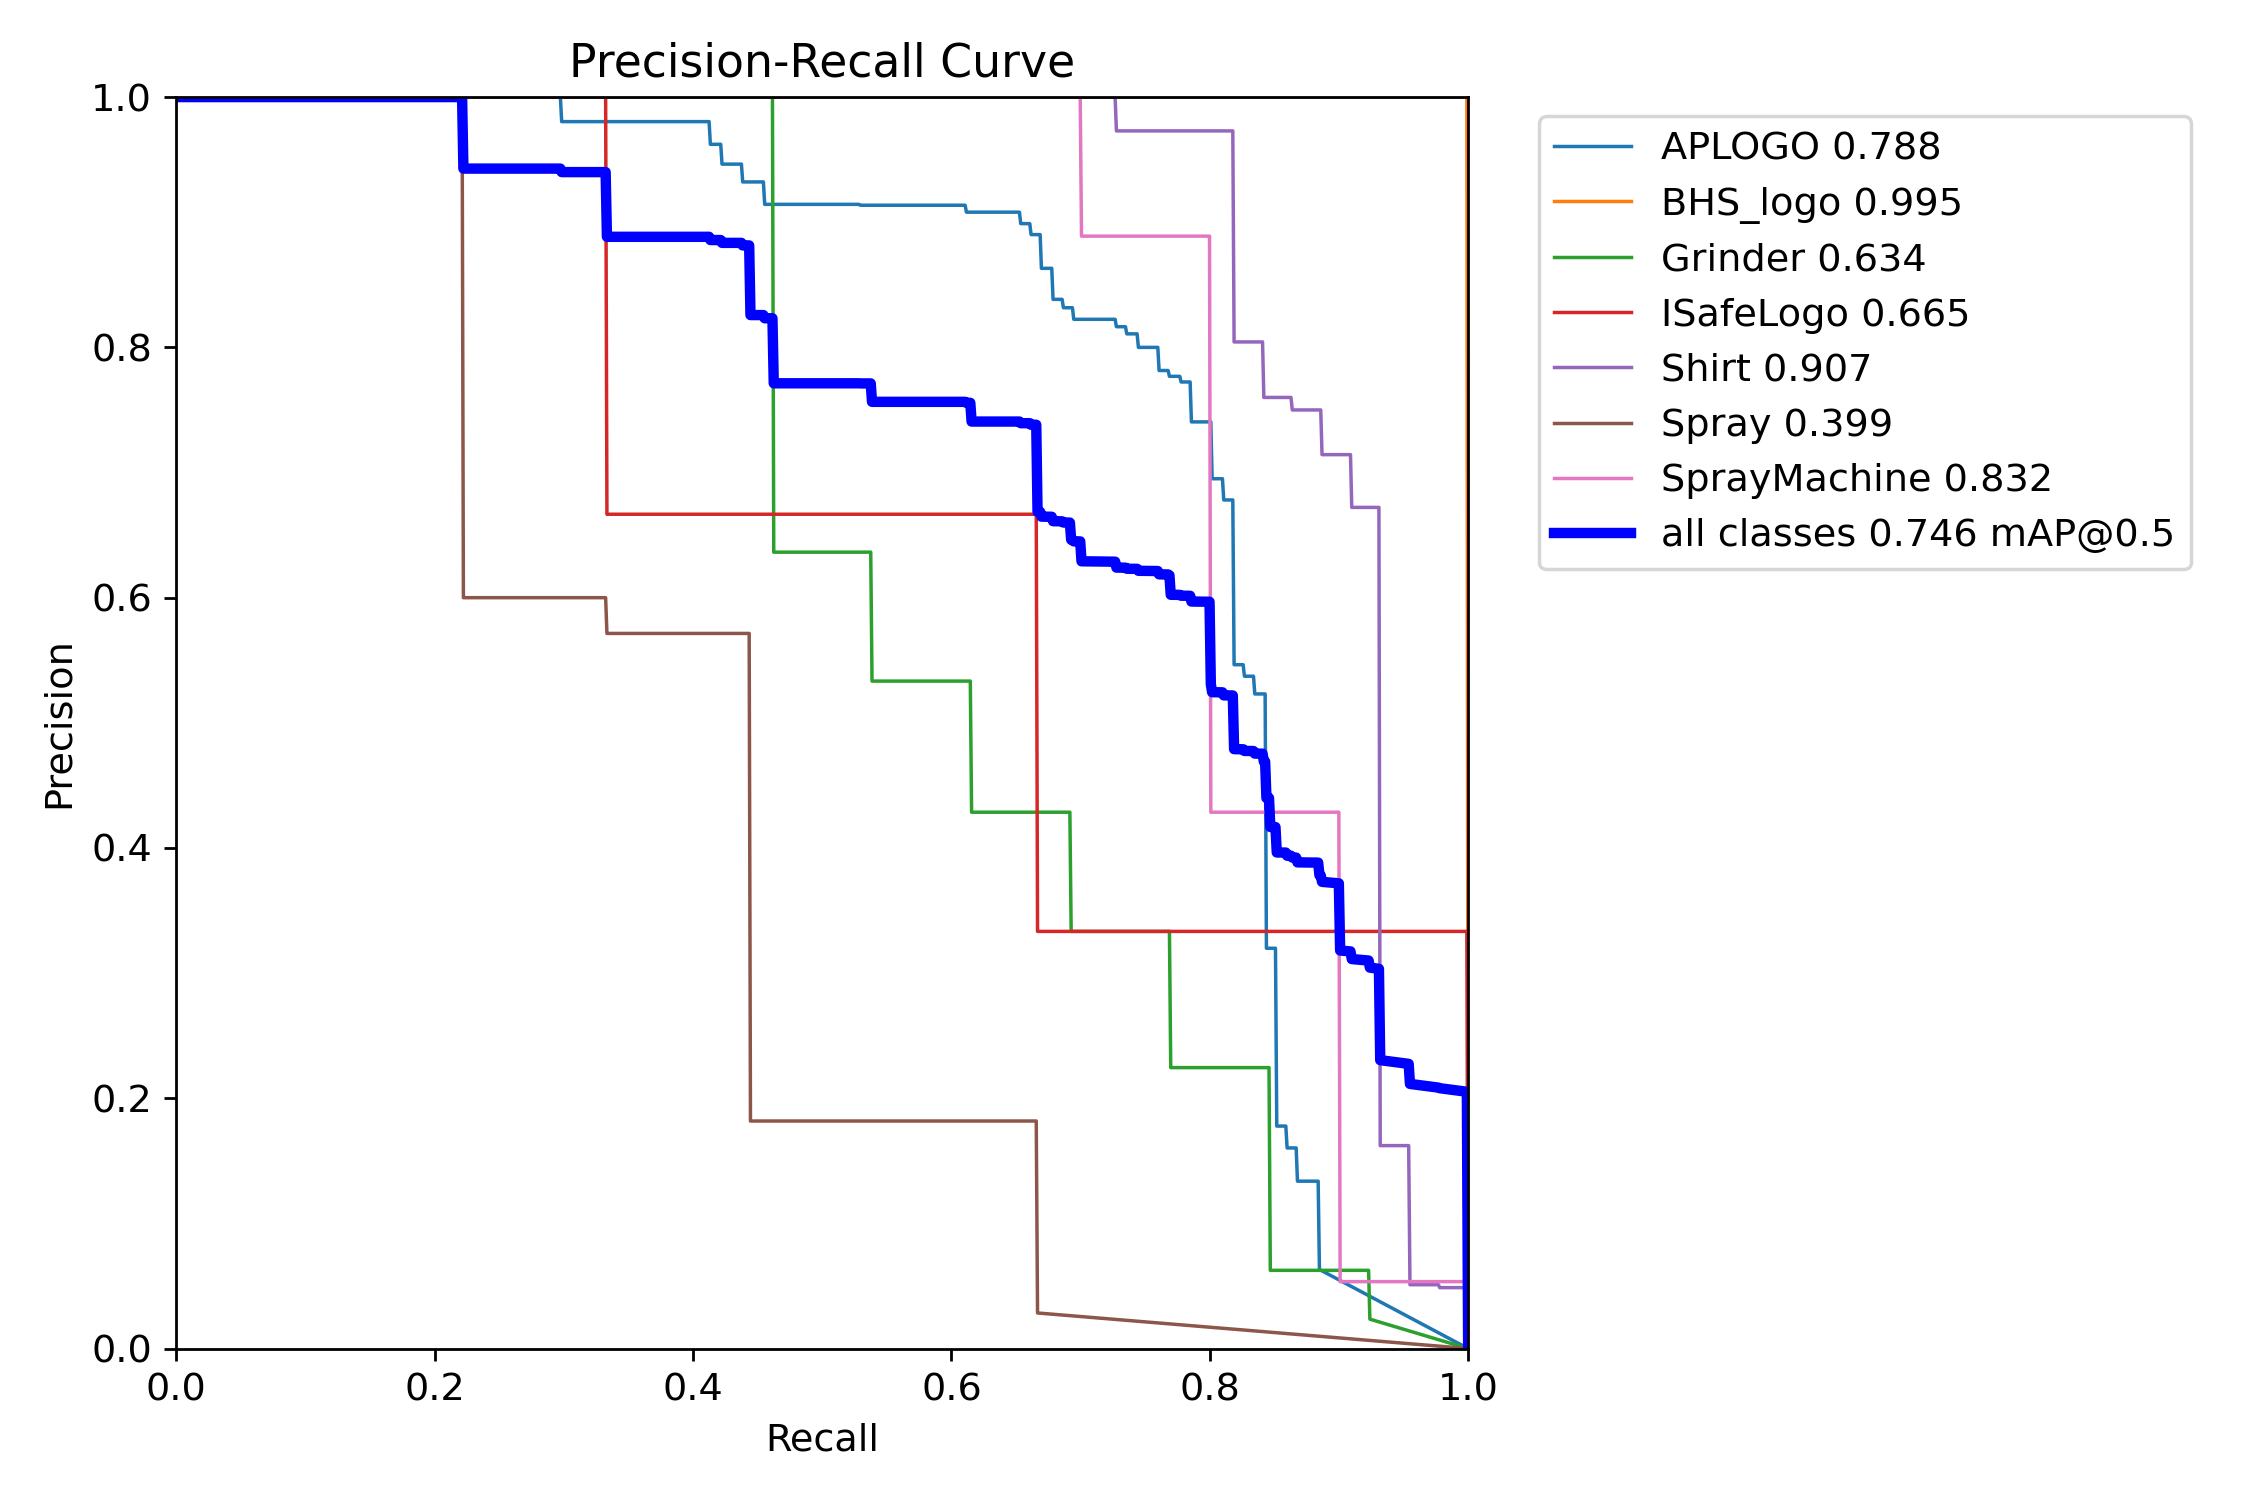 Precision-Recall Curve
1.0
0.8
0.6
0.4
0.2
0.0
Precision
0.0 0.2 0.4 0.6 0.8 1.0
Recall
APLOGO 0.788
BHS_logo 0.995
Grinder 0.634
ISafeLogo 0.665
Shirt 0.907
Spray 0.399
SprayMachine 0.832
all classes 0.746 mAP@0.5